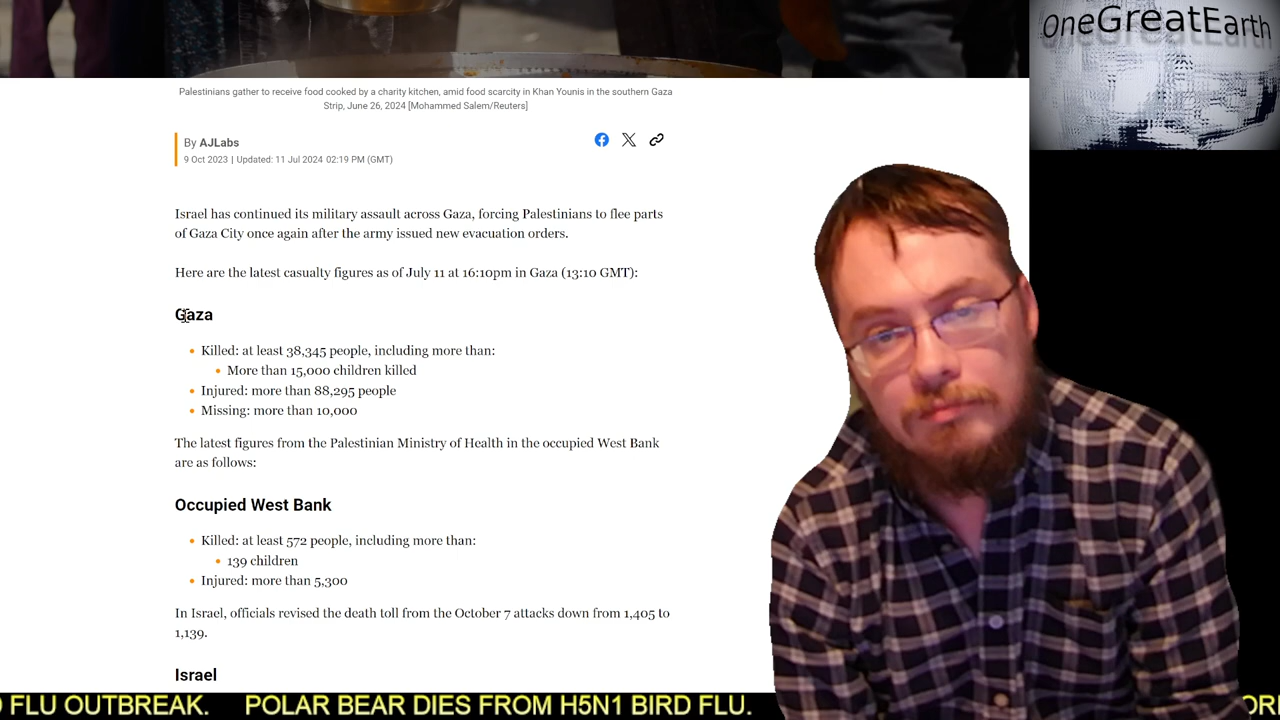 OneGreatEarth
Palestinians gather to receive food cooked by a charity kitchen, amid food scarcity in Khan Younis in the southern Gaza
Strip, June 26, 2024 [Mohammed Salem/Reuters]
By AJLabs
9 Oct 2023 | Updated: 11 Jul 2024 02:19 PM (GMT)
Israel has continued its military assault across Gaza, forcing Palestinians to flee parts
of Gaza City once again after the army issued new evacuation orders.
Here are the latest casualty figures as of July 11 at 16:10pm in Gaza (13:10 GMT):
Gaza
Killed: at least 38,345 people, including more than:
More than 15,000 children killed
Injured: more than 88,295 people
Missing: more than 10,000
The latest figures from the Palestinian Ministry of Health in the occupied West Bank
are as follows:
Occupied West Bank
Killed: at least 572 people, including more than:
139 children
Injured: more than 5,300
In Israel, officials revised the death toll from the October 7 attacks down from 1,405 to
1,139.
Israel
FLU OUTBREAK. POLAR BEAR DIES FROM H5N1 BIRD FLU.